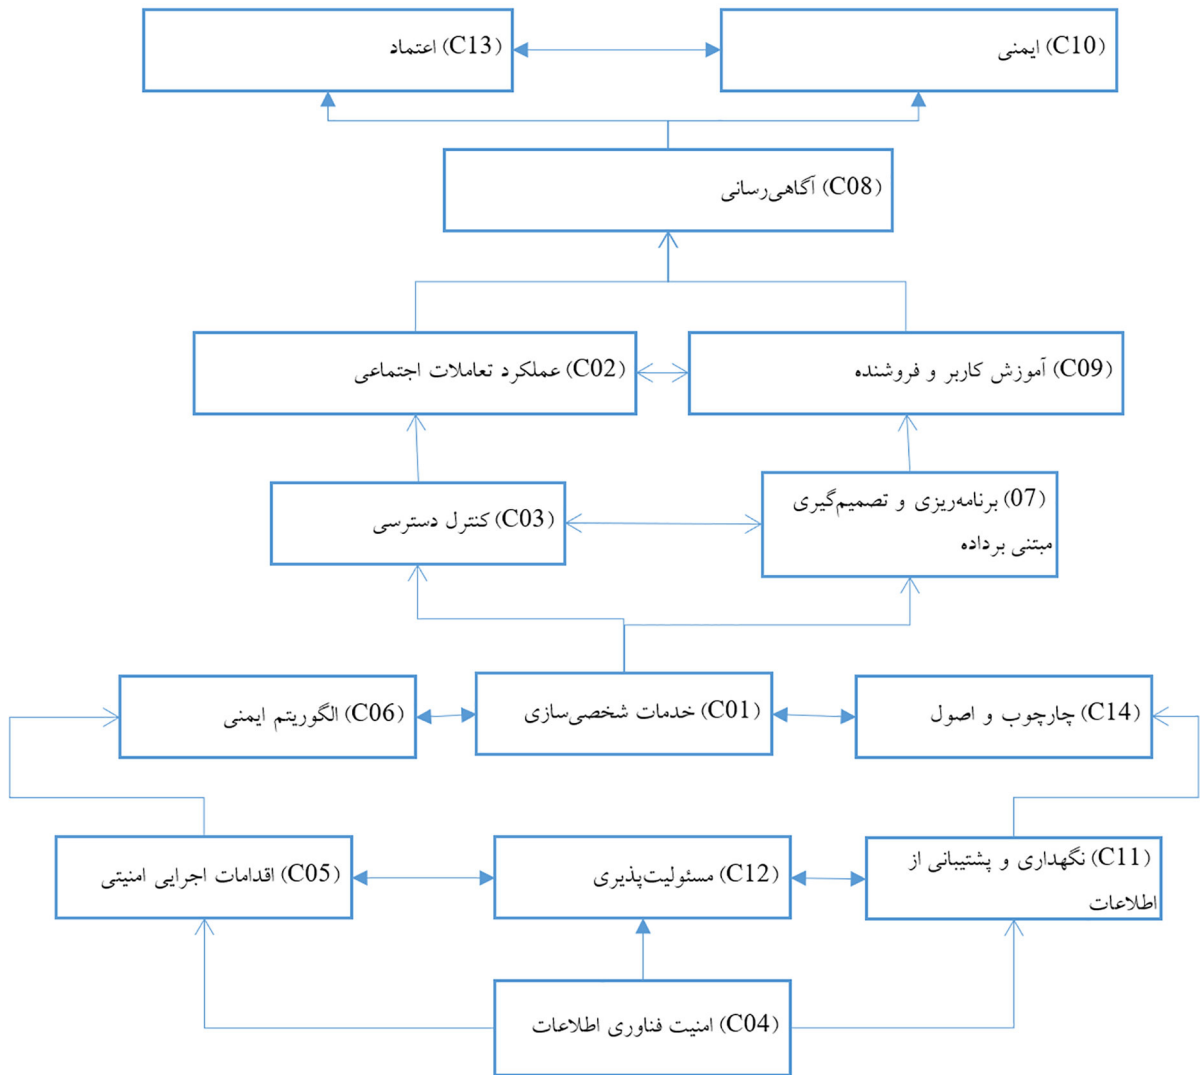 (C10) ایمنی
(C13) اعتماد
(C08) آگاهی‌رسانی
(C09) آموزش کاربر و فروشنده
(C02) عملکرد تعاملات اجتماعی
(07) برنامه‌ریزی و تصمیم‌گیری
مبتنی برداده
(C03) کنترل دسترسی
(C14) چارچوب و اصول
(C01) خدمات شخصی‌سازی
(C06) الگوریتم ایمنی
(C11) نگهداری و پشتیبانی از
اطلاعات
(C12) مسئولیت‌پذیری
(C05) اقدامات اجرایی امنیتی
(C04) امنیت فناوری اطلاعات